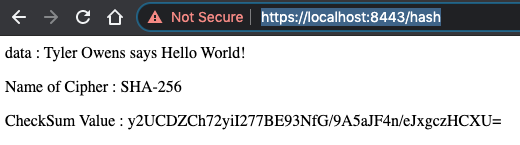 Not Secure | https://localhost:8443/hash
data : Tyler Owens says Hello World!
Name of Cipher : SHA-256
CheckSum Value : y2UCDZCh72yiI277BE93NfG/9A5aJF4n/eJxgczHCXU=